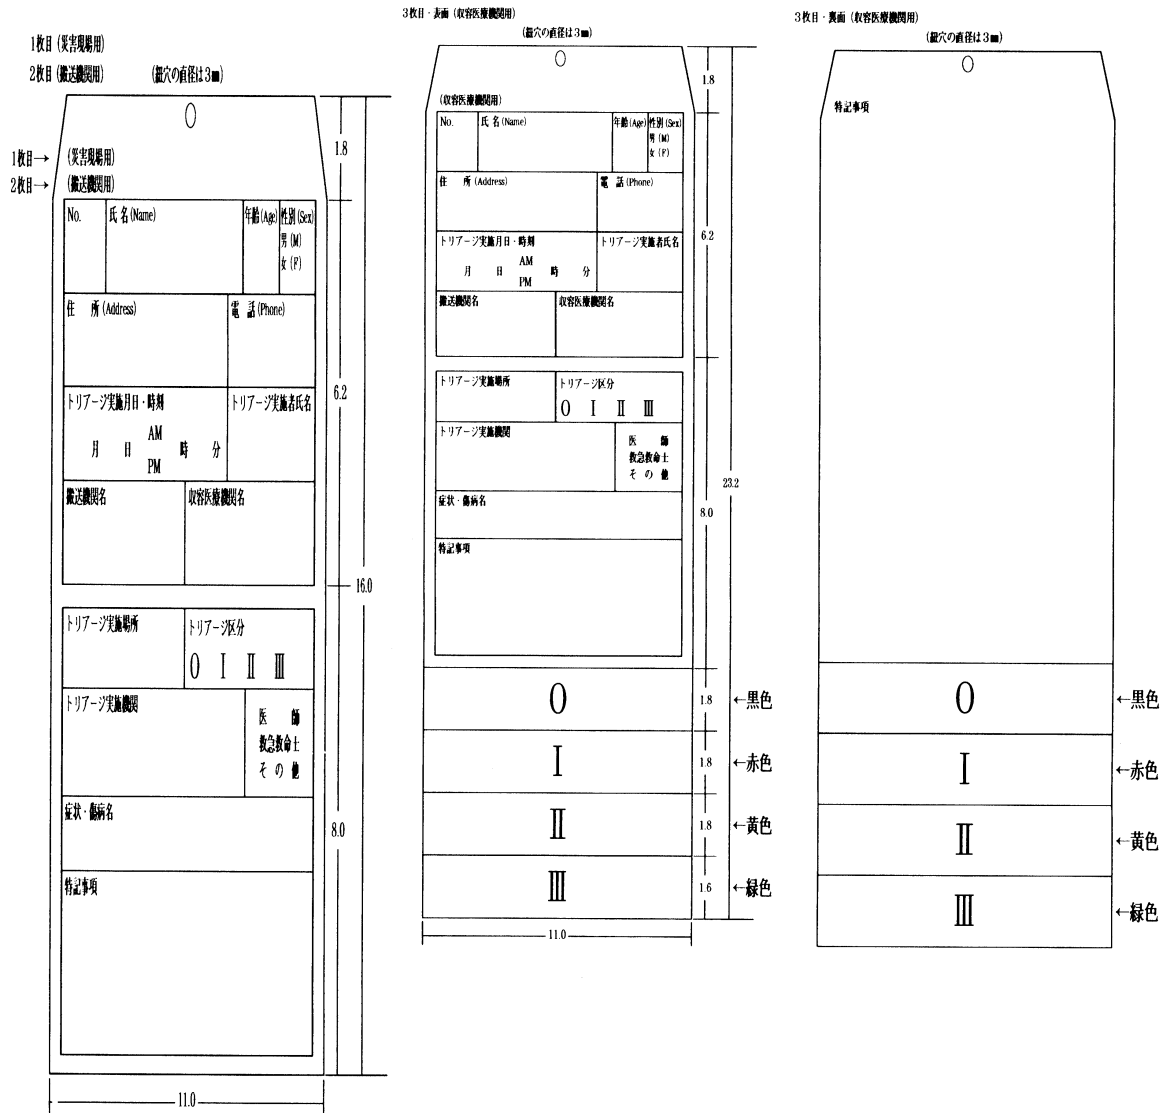 1枚目(災害現場用)
2枚目(搬送機関用) (紐穴の直径は3㎜)
1枚目→ (災害現場用)
2枚目→ (搬送機関用)
No. 氏名(Name) 年齢(Age) 性別(Sex)
男(M)
女(F)
住 所(Address) 電 話(Phone)
トリアージ実施月日・時刻 トリアージ実施者氏名
AM
月 日 時 分
PM
搬送機関名 収容医療機関名
トリアージ実施場所 トリアージ区分
0 Ⅰ Ⅱ Ⅲ
トリアージ実施機関
医 師
救急救命士
その他
症状・傷病名
特記事項
1.8
6.2
16.0
8.0
11.0
3枚目・表面(収容医療機関用)
(紐穴の直径は3㎜)
(収容医療機関用)
No. 氏名(Name) 年齢(Age) 性別(Sex)
男(M)
女(F)
住 所(Address) 電 話(Phone)
トリアージ実施月日・時刻 トリアージ実施者氏名
AM
月 日 時 分
PM
搬送機関名 収容医療機関名
トリアージ実施場所 トリアージ区分
0 Ⅰ Ⅱ Ⅲ
トリアージ実施機関
医 師
救急救命士
その他
症状・傷病名
特記事項
0 1.8 ←黒色
Ⅰ 1.8 ←赤色
Ⅱ 1.8 ←黄色
Ⅲ 1.6 ←緑色
1.8
6.2
23.2
8.0
11.0
3枚目・裏面(収容医療機関用)
(紐穴の直径は3㎜)
特記事項
0 ←黒色
Ⅰ ←赤色
Ⅱ ←黄色
Ⅲ ←緑色